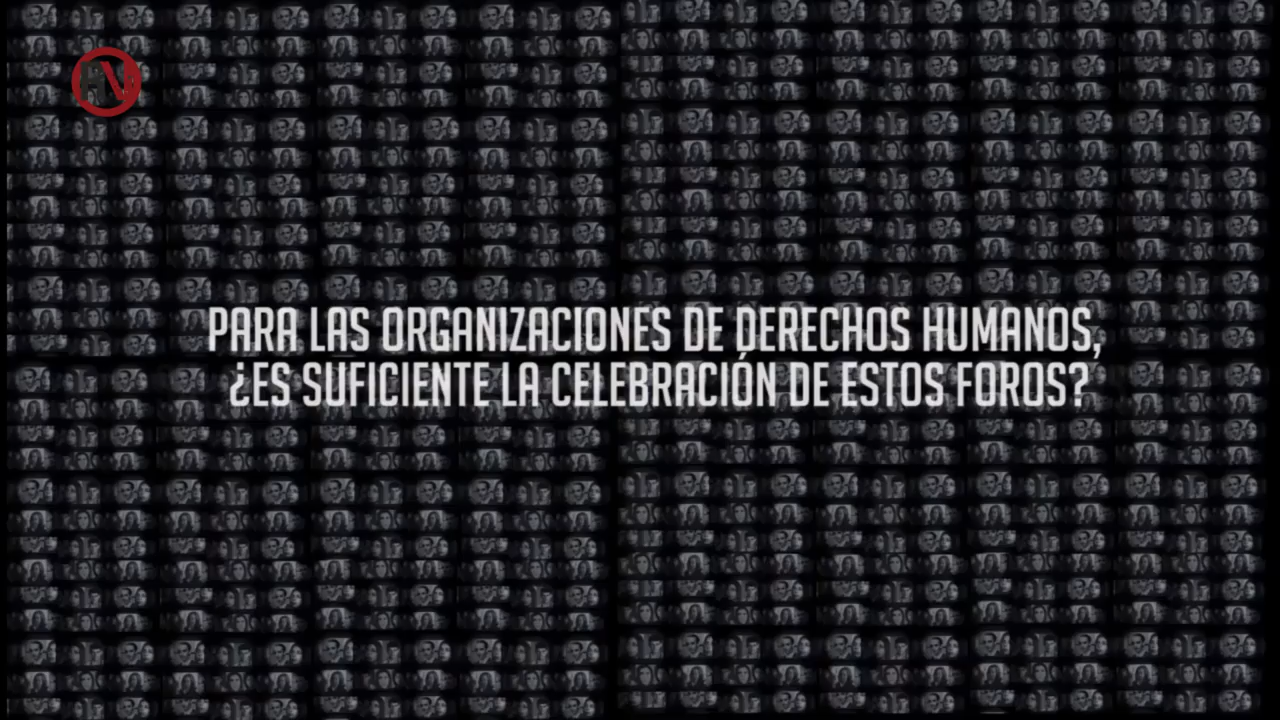 PARA LAS ORGANIZACIONES DE DERECHOS HUMANOS,
¿ES SUFICIENTE LA CELEBRACIÓN DE ESTOS FOROS?